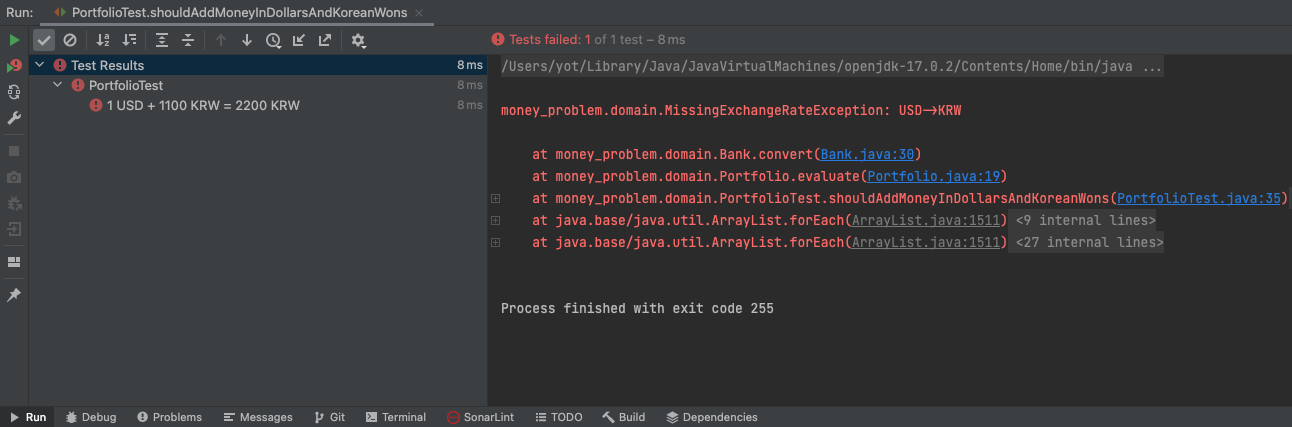 Run: PortfolioTest.shouldAddMoneyInDollarsAndKoreanWons ×
Tests failed: 1 of 1 test – 8 ms
Test Results 8 ms
PortfolioTest 8 ms
1 USD + 1100 KRW = 2200 KRW 8 ms
/Users/yot/Library/Java/JavaVirtualMachines/openjdk-17.0.2/Contents/Home/bin/java ...
money_problem.domain.MissingExchangeRateException: USD->KRW
at money_problem.domain.Bank.convert(Bank.java:30)
at money_problem.domain.Portfolio.evaluate(Portfolio.java:19)
at money_problem.domain.PortfolioTest.shouldAddMoneyInDollarsAndKoreanWons(PortfolioTest.java:35)
at java.base/java.util.ArrayList.forEach(ArrayList.java:1511) <9 internal lines>
at java.base/java.util.ArrayList.forEach(ArrayList.java:1511) <27 internal lines>
Process finished with exit code 255
Run Debug Problems Messages Git Terminal SonarLint TODO Build Dependencies